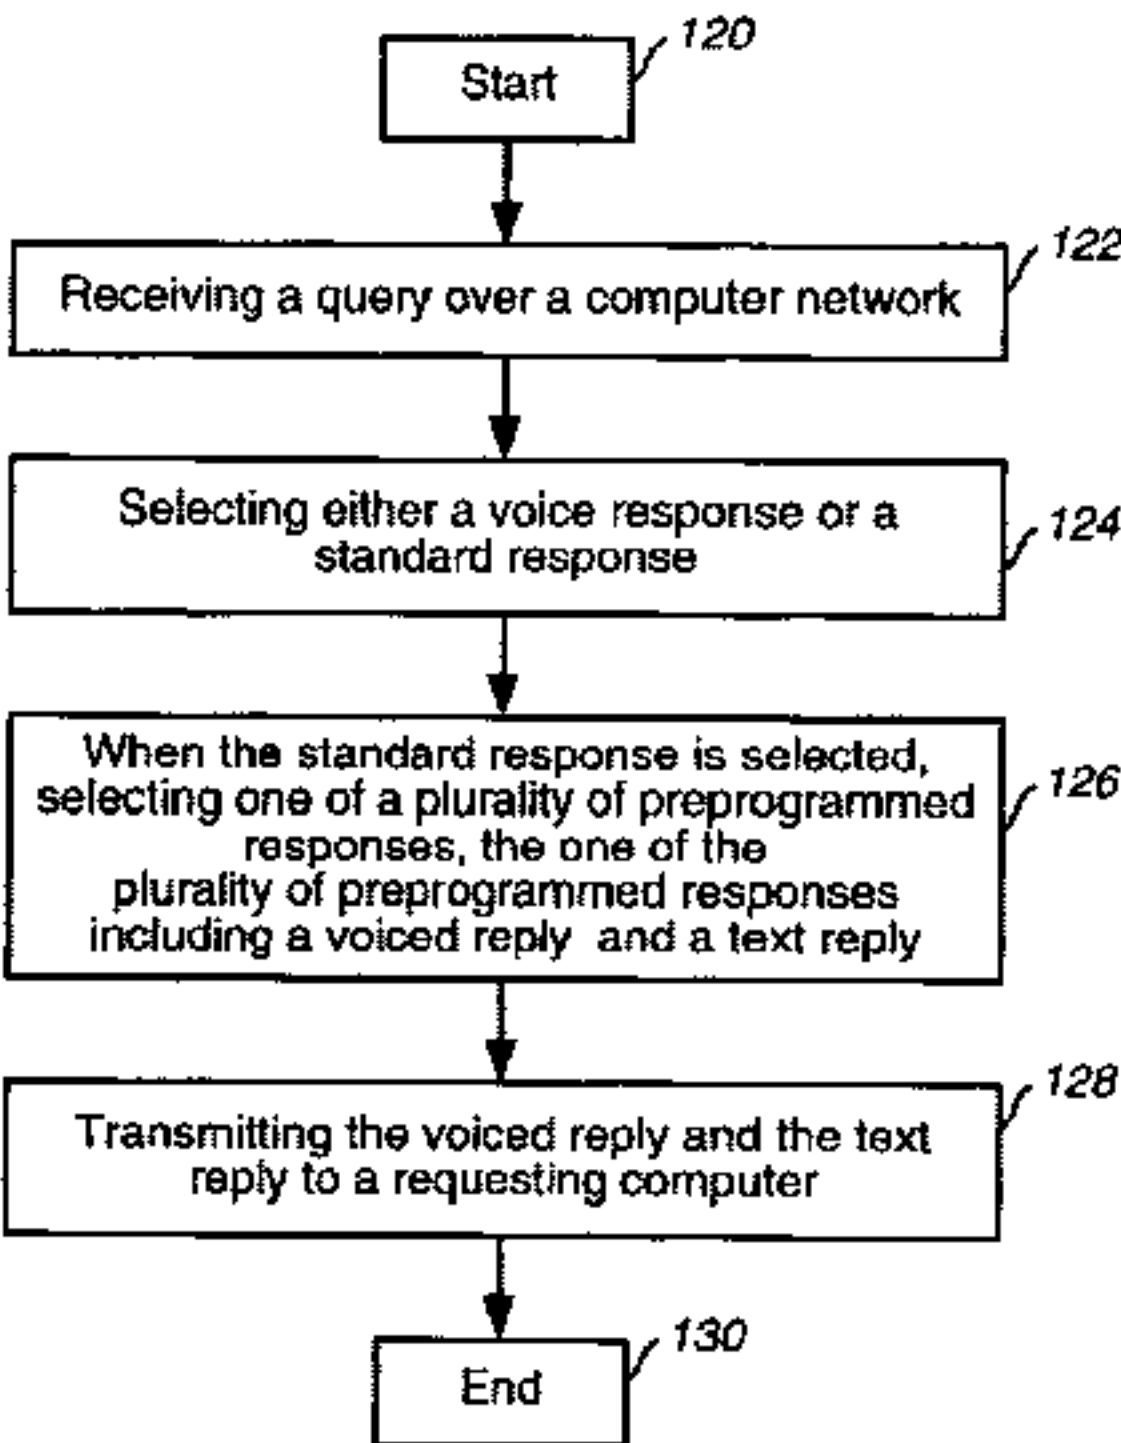 120
Start
122
Receiving a query over a computer network
124
Selecting either a voice response or a
standard response
126
When the standard response is selected,
selecting one of a plurality of preprogrammed
responses, the one of the
plurality of preprogrammed responses
including a voiced reply and a text reply
128
Transmitting the voiced reply and the text
reply to a requesting computer
130
End